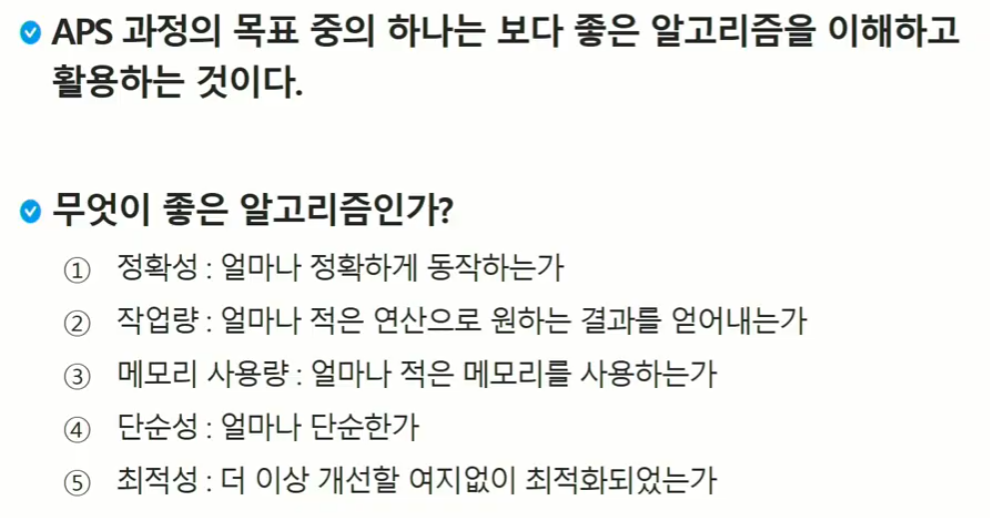 APS 과정의 목표 중의 하나는 보다 좋은 알고리즘을 이해하고
활용하는 것이다.
무엇이 좋은 알고리즘인가?
① 정확성 : 얼마나 정확하게 동작하는가
② 작업량 : 얼마나 적은 연산으로 원하는 결과를 얻어내는가
③ 메모리 사용량 : 얼마나 적은 메모리를 사용하는가
④ 단순성 : 얼마나 단순한가
⑤ 최적성 : 더 이상 개선할 여지없이 최적화되었는가